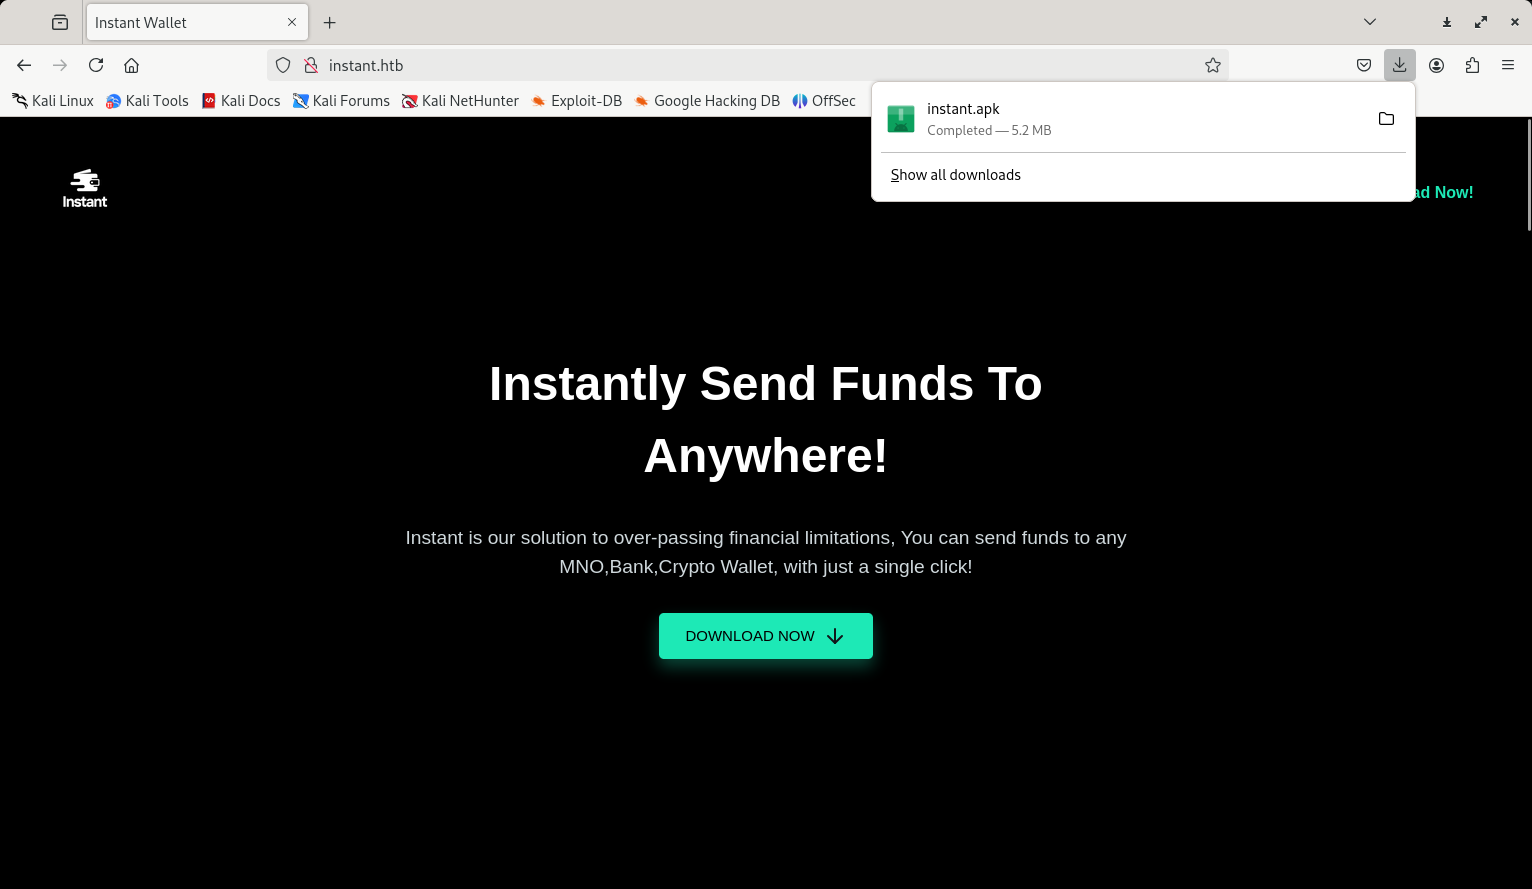 Instant Wallet
instant.htb
Kali Linux Kali Tools Kali Docs Kali Forums Kali NetHunter Exploit-DB Google Hacking DB OffSec
instant.apk
Completed — 5.2 MB
Show all downloads
Instant
Now!
Instantly Send Funds To
Anywhere!
Instant is our solution to over-passing financial limitations, You can send funds to any
MNO,Bank,Crypto Wallet, with just a single click!
DOWNLOAD NOW